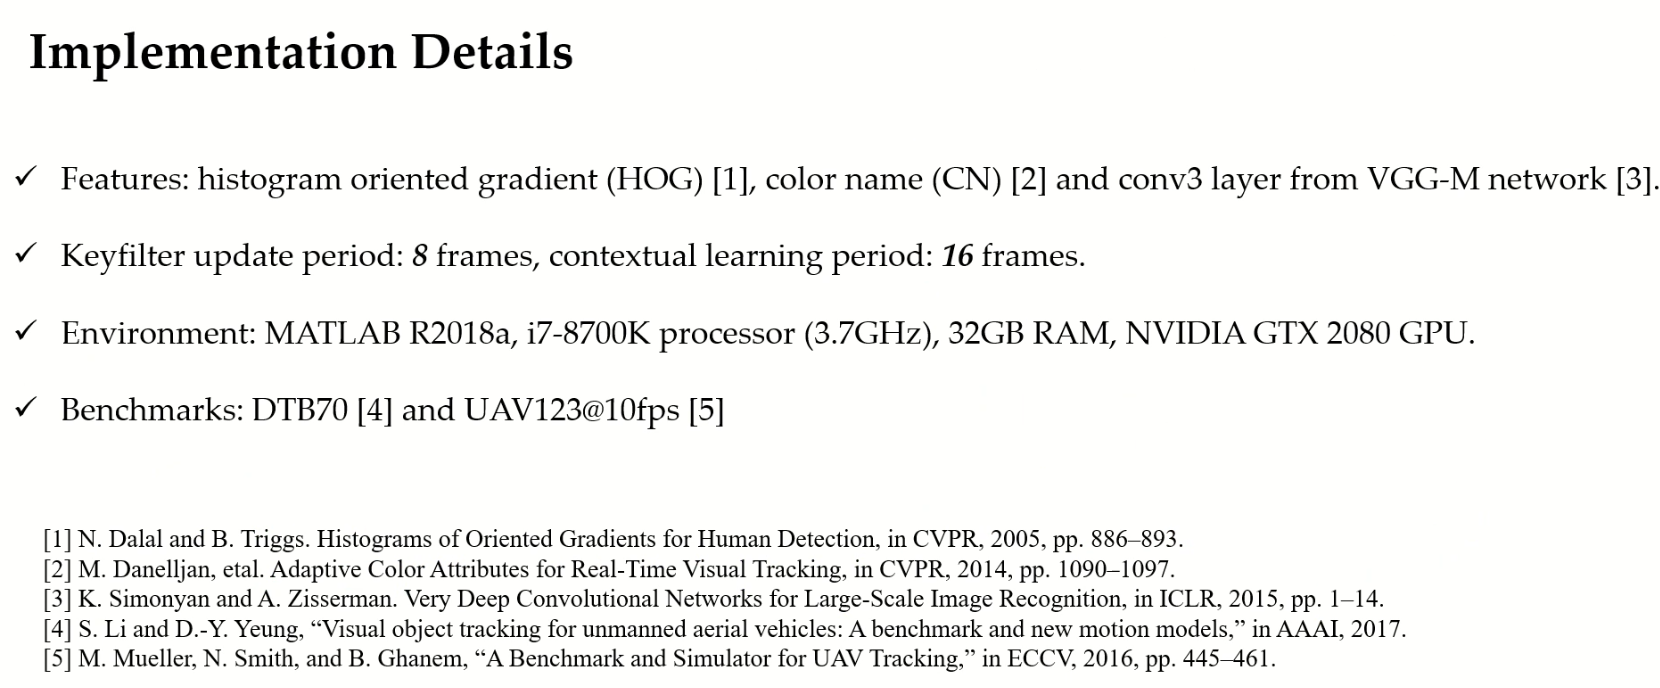 Implementation Details
✓ Features: histogram oriented gradient (HOG) [1], color name (CN) [2] and conv3 layer from VGG-M network [3].
✓ Keyfilter update period: 8 frames, contextual learning period: 16 frames.
✓ Environment: MATLAB R2018a, i7-8700K processor (3.7GHz), 32GB RAM, NVIDIA GTX 2080 GPU.
✓ Benchmarks: DTB70 [4] and UAV123@10fps [5]
[1] N. Dalal and B. Triggs. Histograms of Oriented Gradients for Human Detection, in CVPR, 2005, pp. 886–893.
[2] M. Danelljan, etal. Adaptive Color Attributes for Real-Time Visual Tracking, in CVPR, 2014, pp. 1090–1097.
[3] K. Simonyan and A. Zisserman. Very Deep Convolutional Networks for Large-Scale Image Recognition, in ICLR, 2015, pp. 1–14.
[4] S. Li and D.-Y. Yeung, “Visual object tracking for unmanned aerial vehicles: A benchmark and new motion models,” in AAAI, 2017.
[5] M. Mueller, N. Smith, and B. Ghanem, “A Benchmark and Simulator for UAV Tracking,” in ECCV, 2016, pp. 445–461.